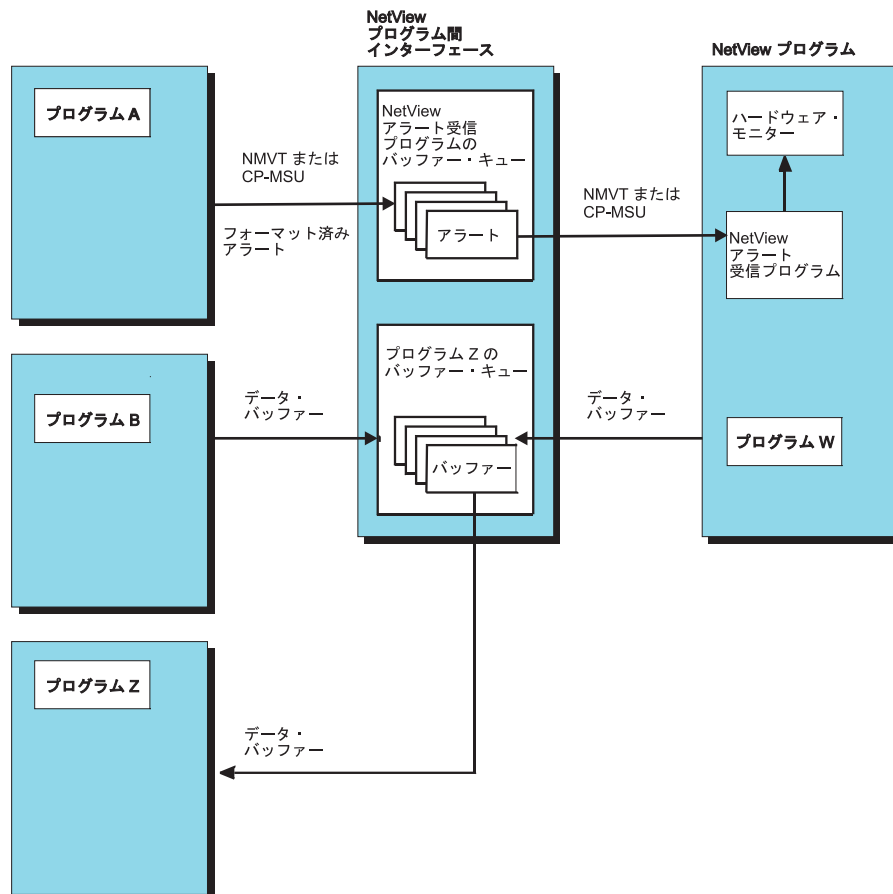 NetView
プログラム間
インターフェース
NetView プログラム
プログラム A
NetView
アラート受信
プログラムの
バッファー・キュー
ハードウェア・
モニター
NMVT または
CP-MSU
NMVT または
CP-MSU
フォーマット済み
アラート
アラート
NetView
アラート
受信プログラム
プログラム Z の
バッファー・キュー
プログラム B
データ・
バッファー
データ・
バッファー
プログラム W
バッファー
プログラム Z
データ・
バッファー